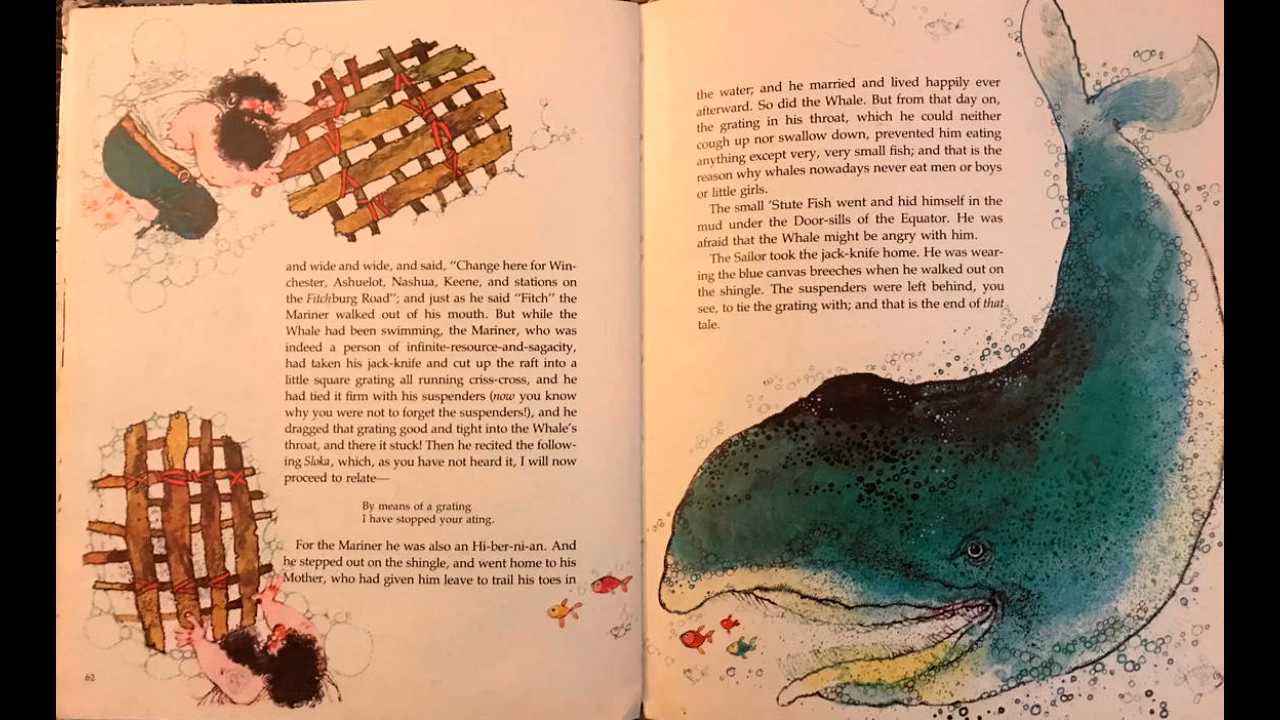 and wide and wide, and said, “Change here for Win-
chester, Ashuelot, Nashua, Keene, and stations on
the Fitchburg Road”; and just as he said “Fitch” the
Mariner walked out of his mouth. But while the
Whale had been swimming, the Mariner, who was
indeed a person of infinite-resource-and-sagacity,
had taken his jack-knife and cut up the raft into a
little square grating all running criss-cross, and he
had tied it firm with his suspenders (now you know
why you were not to forget the suspenders!), and he
dragged that grating good and tight into the Whale’s
throat, and there it stuck! Then he recited the follow-
ing Sloka, which, as you have not heard it, I will now
proceed to relate—
By means of a grating
I have stopped your ating.
For the Mariner he was also an Hi-ber-ni-an. And
he stepped out on the shingle, and went home to his
Mother, who had given him leave to trail his toes in
62
the water; and he married and lived happily ever
afterward. So did the Whale. But from that day on,
the grating in his throat, which he could neither
cough up nor swallow down, prevented him eating
anything except very, very small fish; and that is the
reason why whales nowadays never eat men or boys
or little girls.
The small ’Stute Fish went and hid himself in the
mud under the Door-sills of the Equator. He was
afraid that the Whale might be angry with him.
The Sailor took the jack-knife home. He was wear-
ing the blue canvas breeches when he walked out on
the shingle. The suspenders were left behind, you
see, to tie the grating with; and that is the end of that
tale.